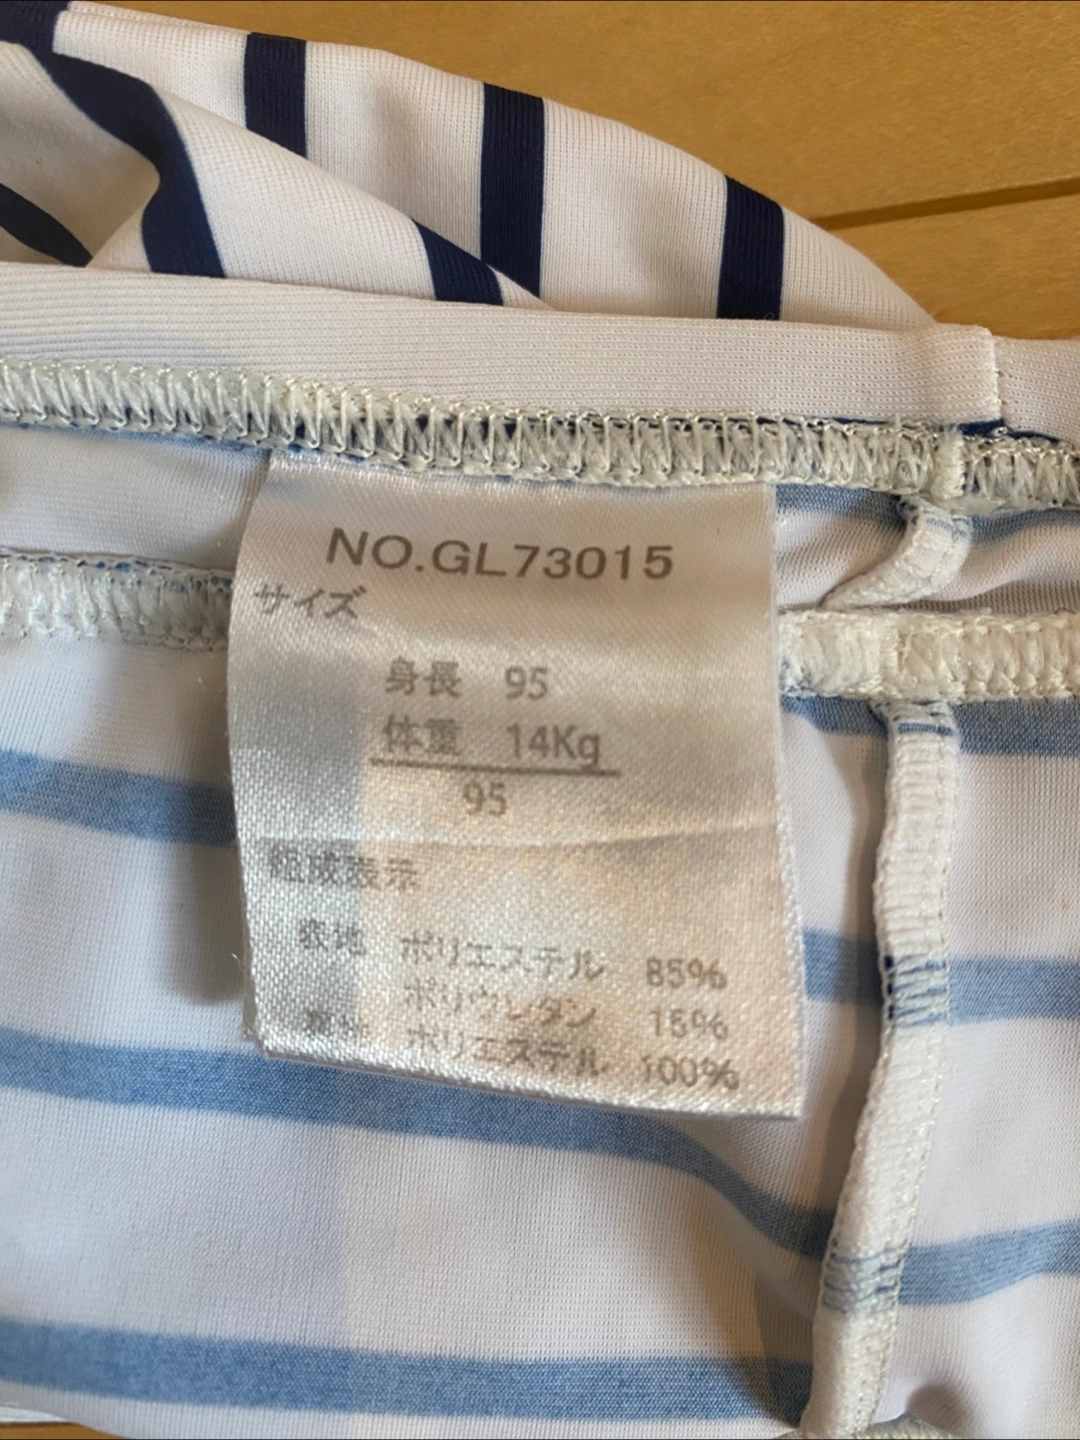 NO.GL73015
サイズ
身長 95
体重 14Kg
95
組成表示
表地 ポリエステル 85%
ポリウレタン 15%
裏地 ポリエステル 100%